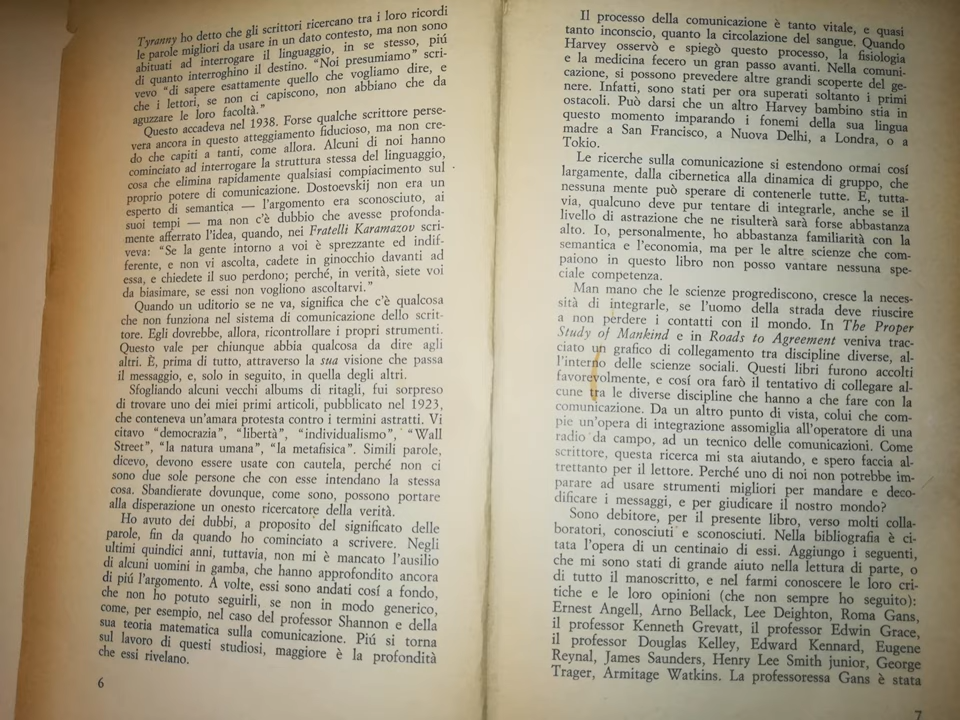 Tyranny ho detto che gli scrittori ricercano tra i loro ricordi
le parole migliori da usare in un dato contesto, ma non sono
abituati ad interrogare il linguaggio, in se stesso, piú
di quanto interroghino il destino. “Noi presumiamo” scri-
vevo “di sapere esattamente quello che vogliamo dire, e
che i lettori, se non ci capiscono, non abbiano che da
aguzzare le loro facoltà.”
Questo accadeva nel 1938. Forse qualche scrittore perse-
vera ancora in questo atteggiamento fiducioso, ma non cre-
do che capiti a tanti, come allora. Alcuni di noi hanno
cominciato ad interrogare la struttura stessa del linguaggio,
cosa che elimina rapidamente qualsiasi compiacimento sul
proprio potere di comunicazione. Dostoevskij non era un
esperto di semantica — l’argomento era sconosciuto, ai
suoi tempi — ma non c’è dubbio che avesse profonda-
mente afferrato l’idea, quando, nei Fratelli Karamazov scri-
veva: “Se la gente intorno a voi è sprezzante ed indif-
ferente, e non vi ascolta, cadete in ginocchio davanti ad
essa, e chiedete il suo perdono; perché, in verità, siete voi
da biasimare, se essi non vogliono ascoltarvi.”
Quando un uditorio se ne va, significa che c’è qualcosa
che non funziona nel sistema di comunicazione dello scrit-
tore. Egli dovrebbe, allora, ricontrollare i propri strumenti.
Questo vale per chiunque abbia qualcosa da dire agli
altri. È, prima di tutto, attraverso la sua visione che passa
il messaggio, e, solo in seguito, in quella degli altri.
Sfogliando alcuni vecchi albums di ritagli, fui sorpreso
di trovare uno dei miei primi articoli, pubblicato nel 1923,
che conteneva un’amara protesta contro i termini astratti. Vi
citavo “democrazia”, “libertà”, “individualismo”, “Wall
Street”, “la natura umana”, “la metafisica”. Simili parole,
dicevo, devono essere usate con cautela, perché non ci
sono due sole persone che con esse intendano la stessa
cosa. Sbandierate dovunque, come sono, possono portare
alla disperazione un onesto ricercatore della verità.
Ho avuto dei dubbi, a proposito del significato delle
parole, fin da quando ho cominciato a scrivere. Negli
ultimi quindici anni, tuttavia, non mi è mancato l’ausilio
di alcuni uomini in gamba, che hanno approfondito ancora
di piú l’argomento. A volte, essi sono andati cosí a fondo,
che non ho potuto seguirli, se non in modo generico,
come, per esempio, nel caso del professor Shannon e della
sua teoria matematica sulla comunicazione. Piú si torna
sul lavoro di questi studiosi, maggiore è la profondità
che essi rivelano.
6
Il processo della comunicazione è tanto vitale, e quasi
tanto inconscio, quanto la circolazione del sangue. Quando
Harvey osservò e spiegò questo processo, la fisiologia
e la medicina fecero un gran passo avanti. Nella comuni-
cazione, si possono prevedere altre grandi scoperte del ge-
nere. Infatti, sono stati per ora superati soltanto i primi
ostacoli. Può darsi che un altro Harvey bambino stia in
questo momento imparando i fonemi della sua lingua
madre a San Francisco, a Nuova Delhi, a Londra, o a
Tokio.
Le ricerche sulla comunicazione si estendono ormai cosí
largamente, dalla cibernetica alla dinamica di gruppo, che
nessuna mente può sperare di contenerle tutte. E, tutta-
via, qualcuno deve pur tentare di integrarle, anche se il
livello di astrazione che ne risulterà sarà forse abbastanza
alto. Io, personalmente, ho abbastanza familiarità con la
semantica e l’economia, ma per le altre scienze che com-
paiono in questo libro non posso vantare nessuna spe-
ciale competenza.
Man mano che le scienze progrediscono, cresce la neces-
sità di integrarle, se l’uomo della strada deve riuscire
a non perdere i contatti con il mondo. In The Proper
Study of Mankind e in Roads to Agreement veniva trac-
ciato un grafico di collegamento tra discipline diverse, al-
l’interno delle scienze sociali. Questi libri furono accolti
favorevolmente, e cosí ora farò il tentativo di collegare al-
cune tra le diverse discipline che hanno a che fare con la
comunicazione. Da un altro punto di vista, colui che com-
pie un’opera di integrazione assomiglia all’operatore di una
radio da campo, ad un tecnico delle comunicazioni. Come
scrittore, questa ricerca mi sta aiutando, e spero faccia al-
trettanto per il lettore. Perché uno di noi non potrebbe im-
parare ad usare strumenti migliori per mandare e deco-
dificare i messaggi, e per giudicare il nostro mondo?
Sono debitore, per il presente libro, verso molti colla-
boratori, conosciuti e sconosciuti. Nella bibliografia è ci-
tata l’opera di un centinaio di essi. Aggiungo i seguenti,
che mi sono stati di grande aiuto nella lettura di parte, o
di tutto il manoscritto, e nel farmi conoscere le loro cri-
tiche e le loro opinioni (che non sempre ho seguito):
Ernest Angell, Arno Bellack, Lee Deighton, Roma Gans,
il professor Kenneth Grevatt, il professor Edwin Grace,
il professor Douglas Kelley, Edward Kennard, Eugene
Reynal, James Saunders, Henry Lee Smith junior, George
Trager, Armitage Watkins. La professoressa Gans è stata
7